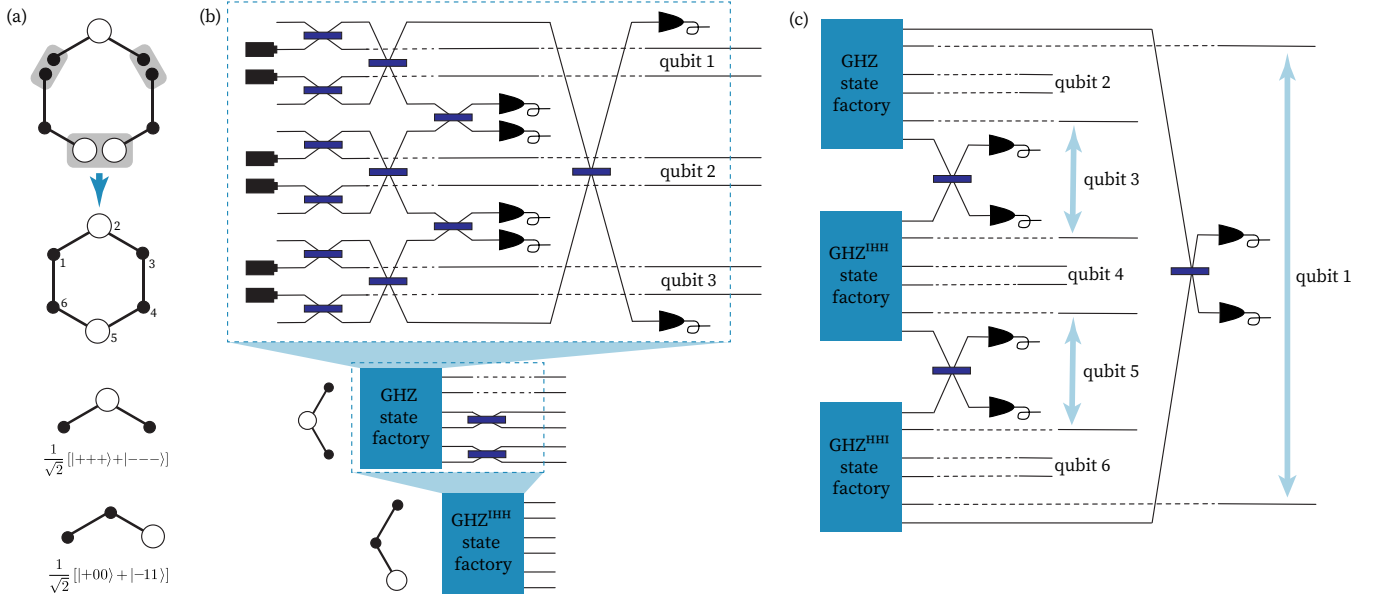 (a)
2
1
3
6
4
5
1/√2 [|+++⟩+|−−−⟩]
1/√2 [|+00⟩+|−11⟩]
(b)
qubit 1
qubit 2
qubit 3
GHZ
state
factory
GHZ^IHH
state
factory
(c)
GHZ
state
factory
qubit 2
qubit 3
GHZ^IHH
state
factory
qubit 4
qubit 1
qubit 5
GHZ^HHI
state
factory
qubit 6